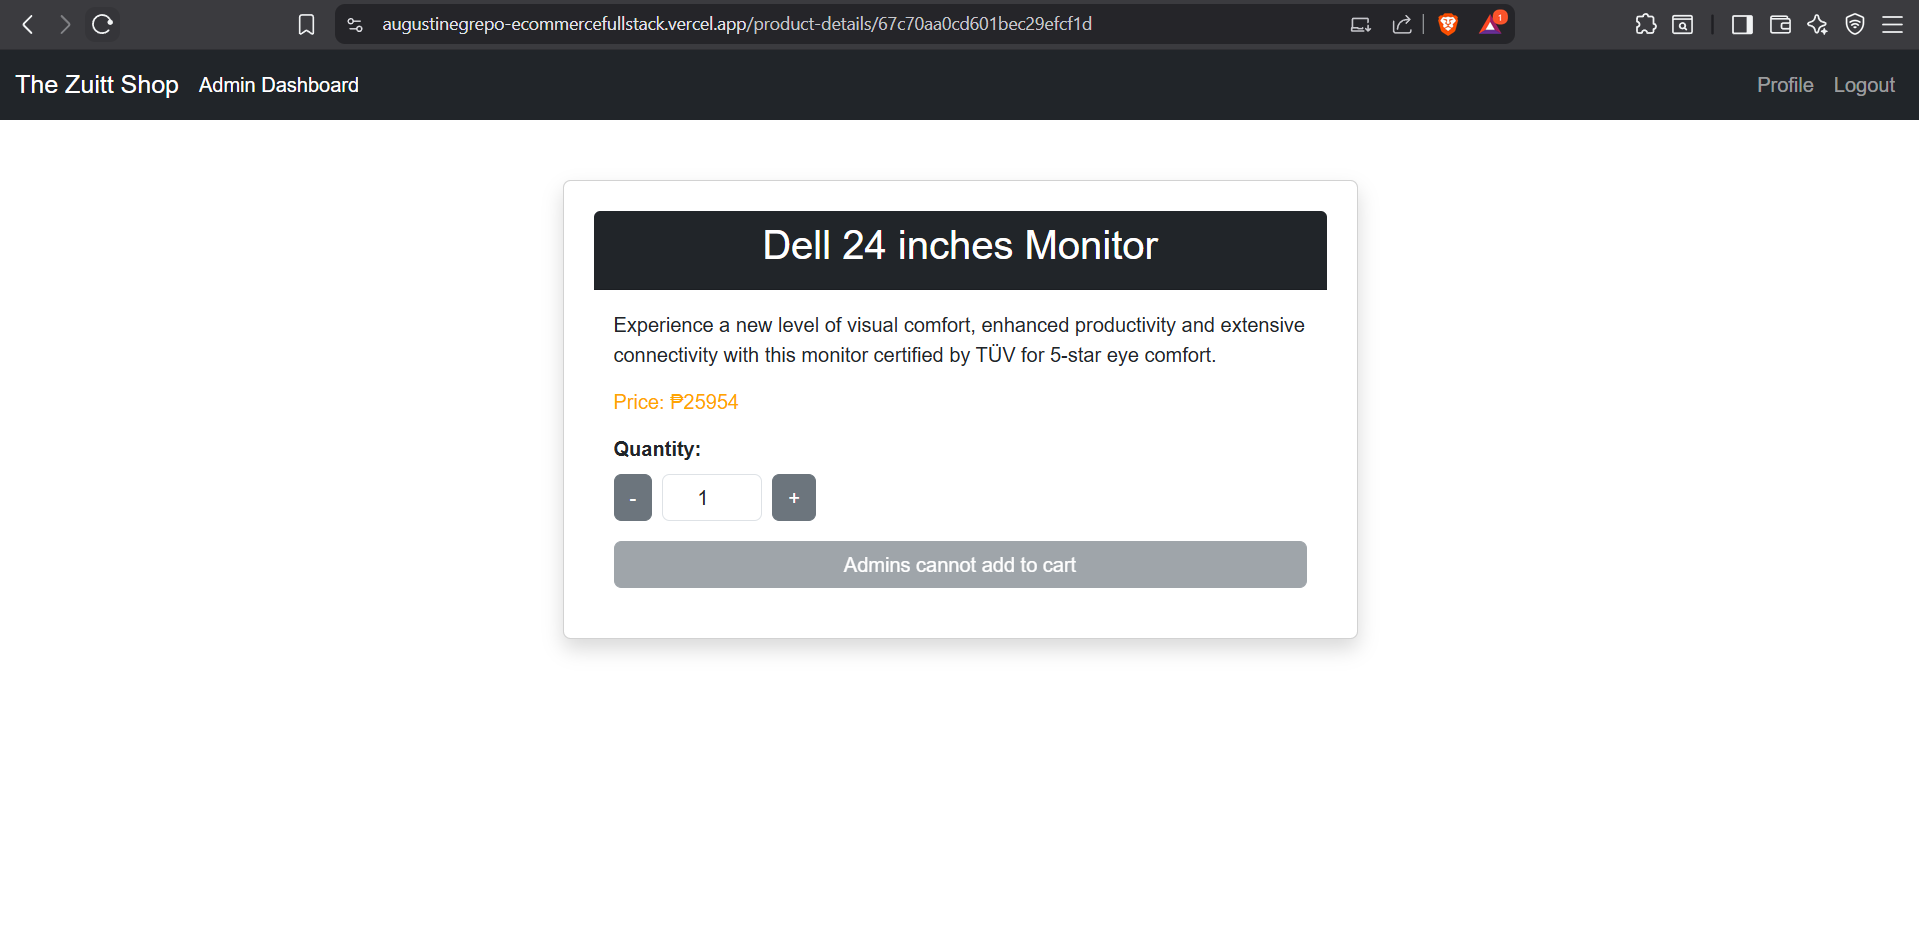 augustinegrepo-ecommercefullstack.vercel.app/product-details/67c70aa0cd601bec29efcf1d
1
The Zuitt Shop Admin Dashboard Profile Logout
Dell 24 inches Monitor
Experience a new level of visual comfort, enhanced productivity and extensive
connectivity with this monitor certified by TÜV for 5-star eye comfort.
Price: ₱25954
Quantity:
- 1 +
Admins cannot add to cart